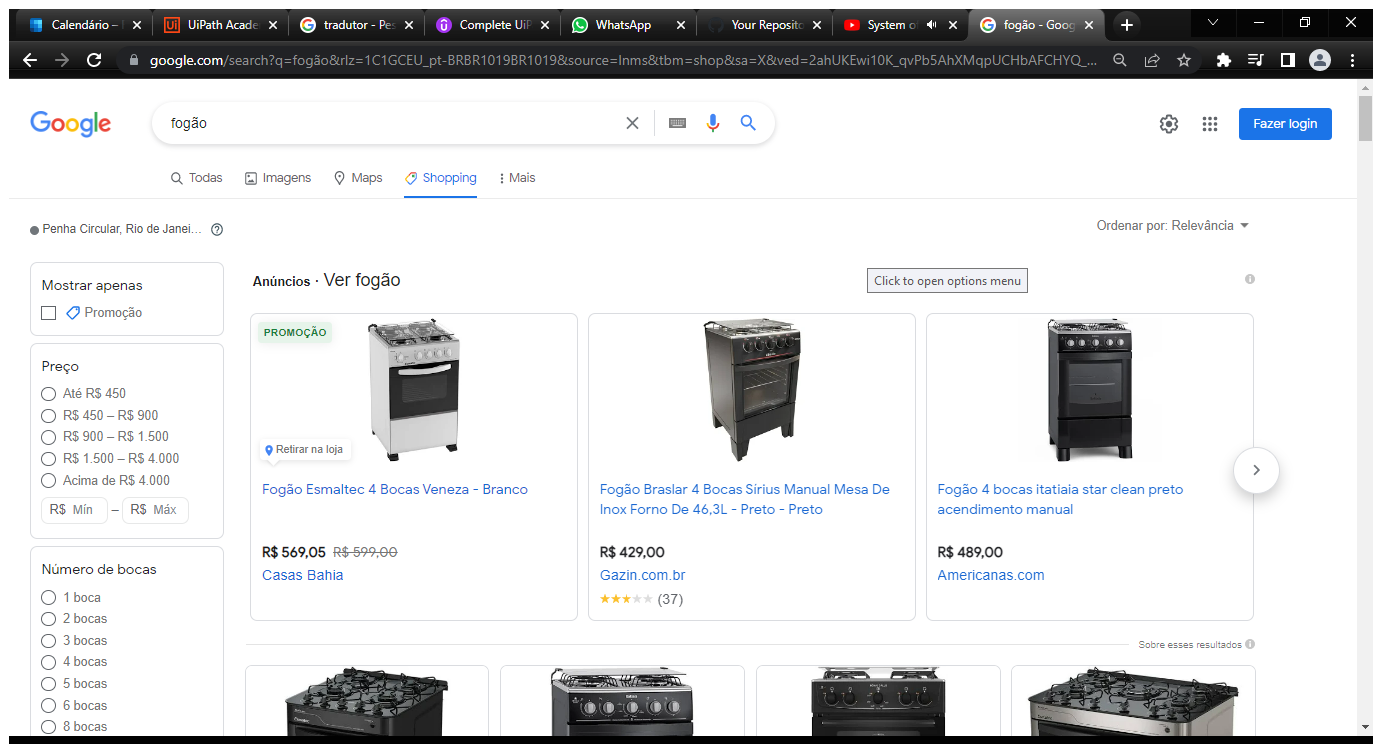 Calendário –
UiPath Acade
tradutor - Pes
Complete UiP
WhatsApp
Your Reposito
System of
fogão - Goog
google.com/search?q=fogão&rlz=1C1GCEU_pt-BRBR1019BR1019&source=lnms&tbm=shop&sa=X&ved=2ahUKEwi10K_qvPb5AhXMqpUCHbAFCHYQ_...
Google
fogão
Fazer login
Todas
Imagens
Maps
Shopping
Mais
Penha Circular, Rio de Janei...
Ordenar por: Relevância
Mostrar apenas
Promoção
Preço
Até R$ 450
R$ 450 – R$ 900
R$ 900 – R$ 1.500
R$ 1.500 – R$ 4.000
Acima de R$ 4.000
R$ Mín – R$ Máx
Número de bocas
1 boca
2 bocas
3 bocas
4 bocas
5 bocas
6 bocas
8 bocas
Anúncios · Ver fogão
Click to open options menu
PROMOÇÃO
Retirar na loja
Fogão Esmaltec 4 Bocas Veneza - Branco
R$ 569,05 R$ 599,00
Casas Bahia
Fogão Braslar 4 Bocas Sírius Manual Mesa De
Inox Forno De 46,3L - Preto - Preto
R$ 429,00
Gazin.com.br
(37)
Fogão 4 bocas itatiaia star clean preto
acendimento manual
R$ 489,00
Americanas.com
Sobre esses resultados